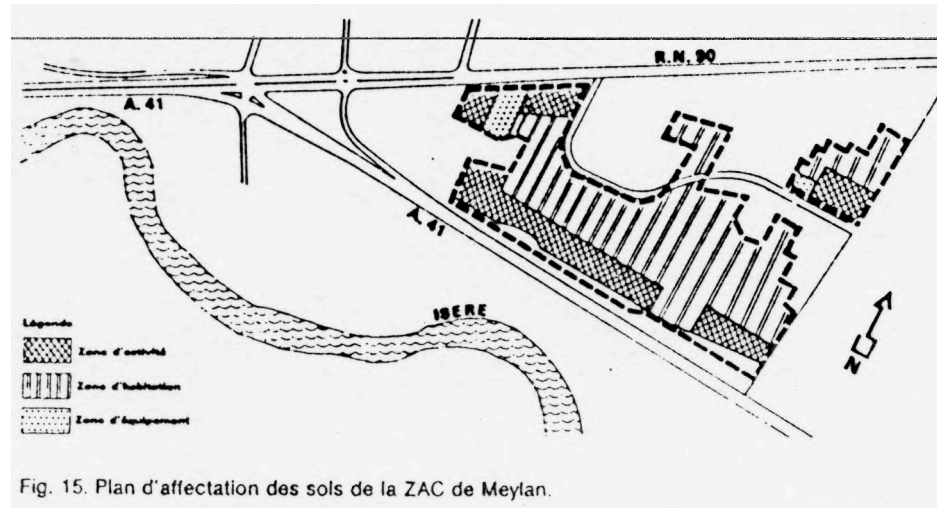 R.N. 90
A. 41
A. 41
ISERE
Légende
Zone d'activité
Zone d'habitation
Zone d'équipement
N
Fig. 15. Plan d'affectation des sols de la ZAC de Meylan.